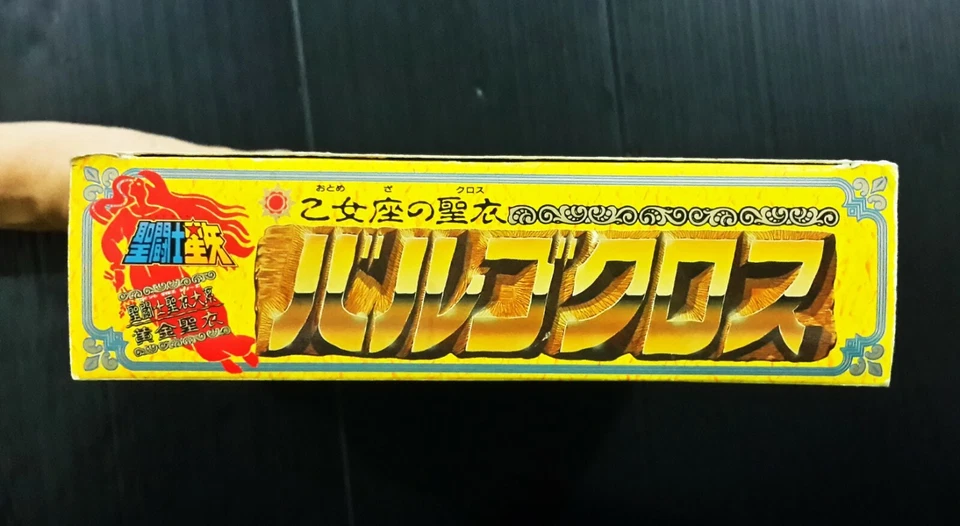 聖闘士星矢
聖闘士聖衣大系
黄金聖衣
おとめ ざ クロス
乙女座の聖衣
バルゴクロス